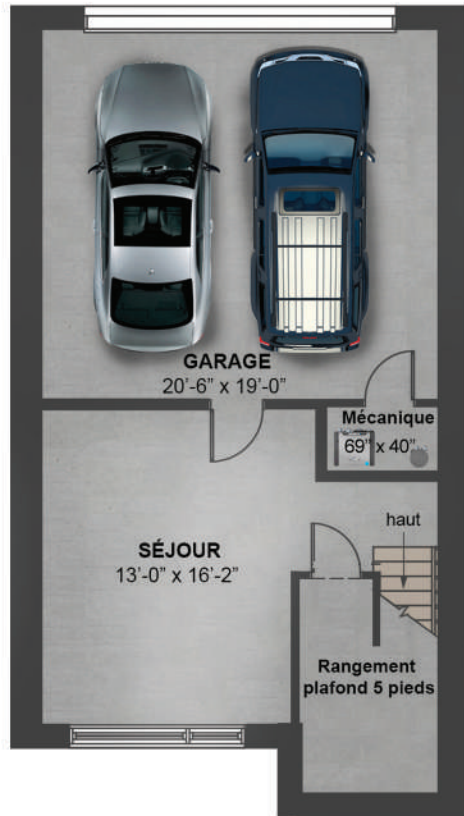 GARAGE
20'-6" x 19'-0"
Mécanique
69" x 40"
haut
SÉJOUR
13'-0" x 16'-2"
Rangement
plafond 5 pieds